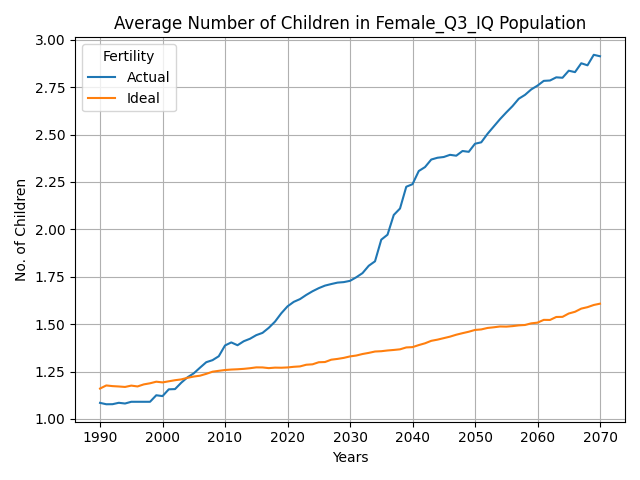 Average Number of Children in Female_Q3_IQ Population
Fertility
Actual
Ideal
No. of Children
3.00
2.75
2.50
2.25
2.00
1.75
1.50
1.25
1.00
1990 2000 2010 2020 2030 2040 2050 2060 2070
Years